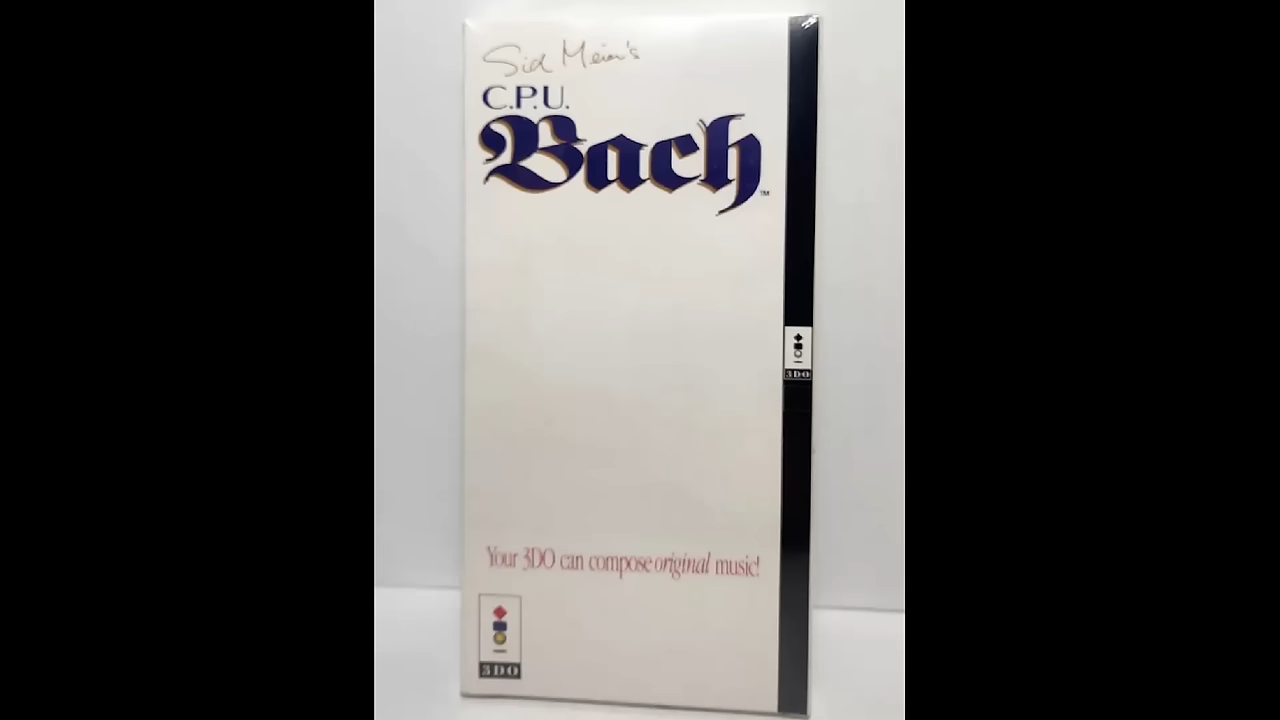 Sid Meier's
C.P.U.
Bach™
3DO
Your 3DO can compose original music!
3DO